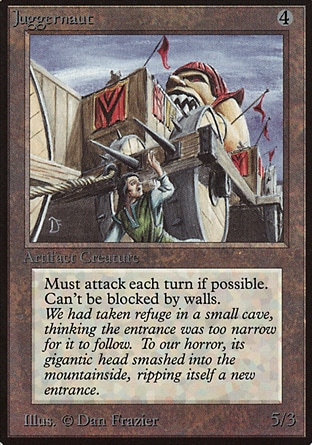 Juggernaut 4
Artifact Creature
Must attack each turn if possible.
Can't be blocked by walls.
We had taken refuge in a small cave,
thinking the entrance was too narrow
for it to follow. To our horror, its
gigantic head smashed into the
mountainside, ripping itself a new
entrance.
Illus. © Dan Frazier 5/3